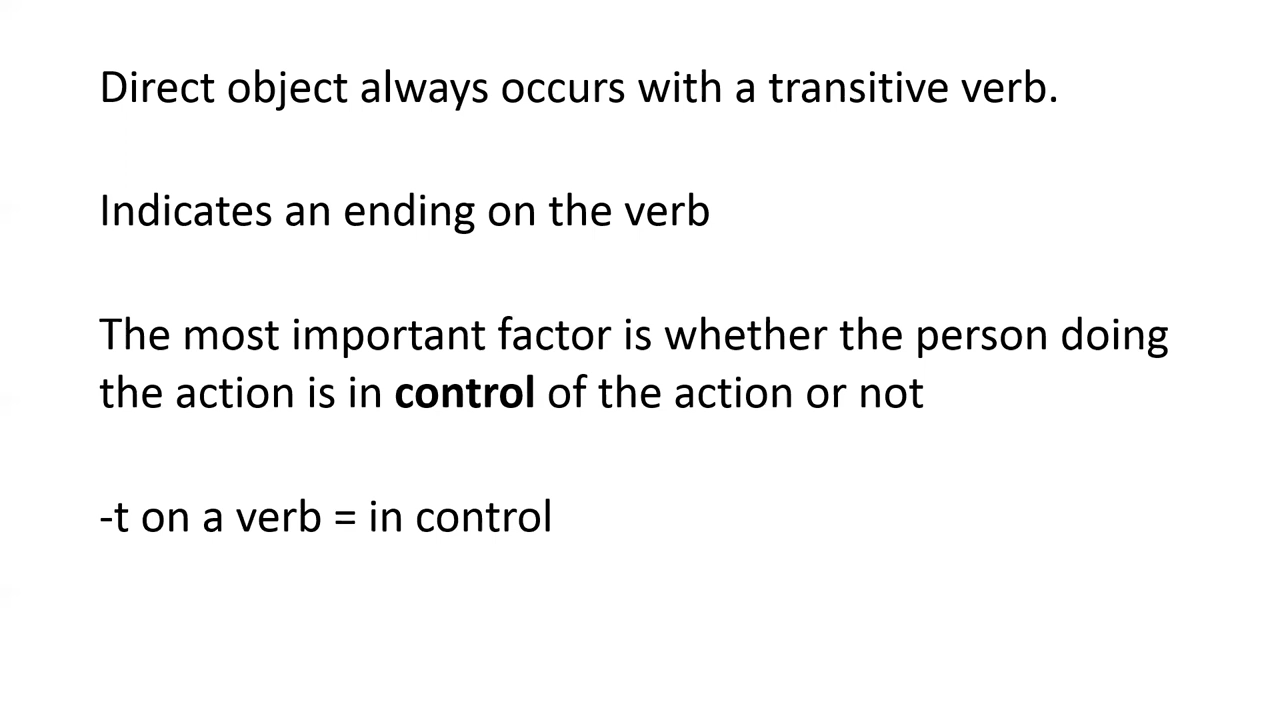 Direct object always occurs with a transitive verb.
Indicates an ending on the verb
The most important factor is whether the person doing
the action is in control of the action or not
-t on a verb = in control